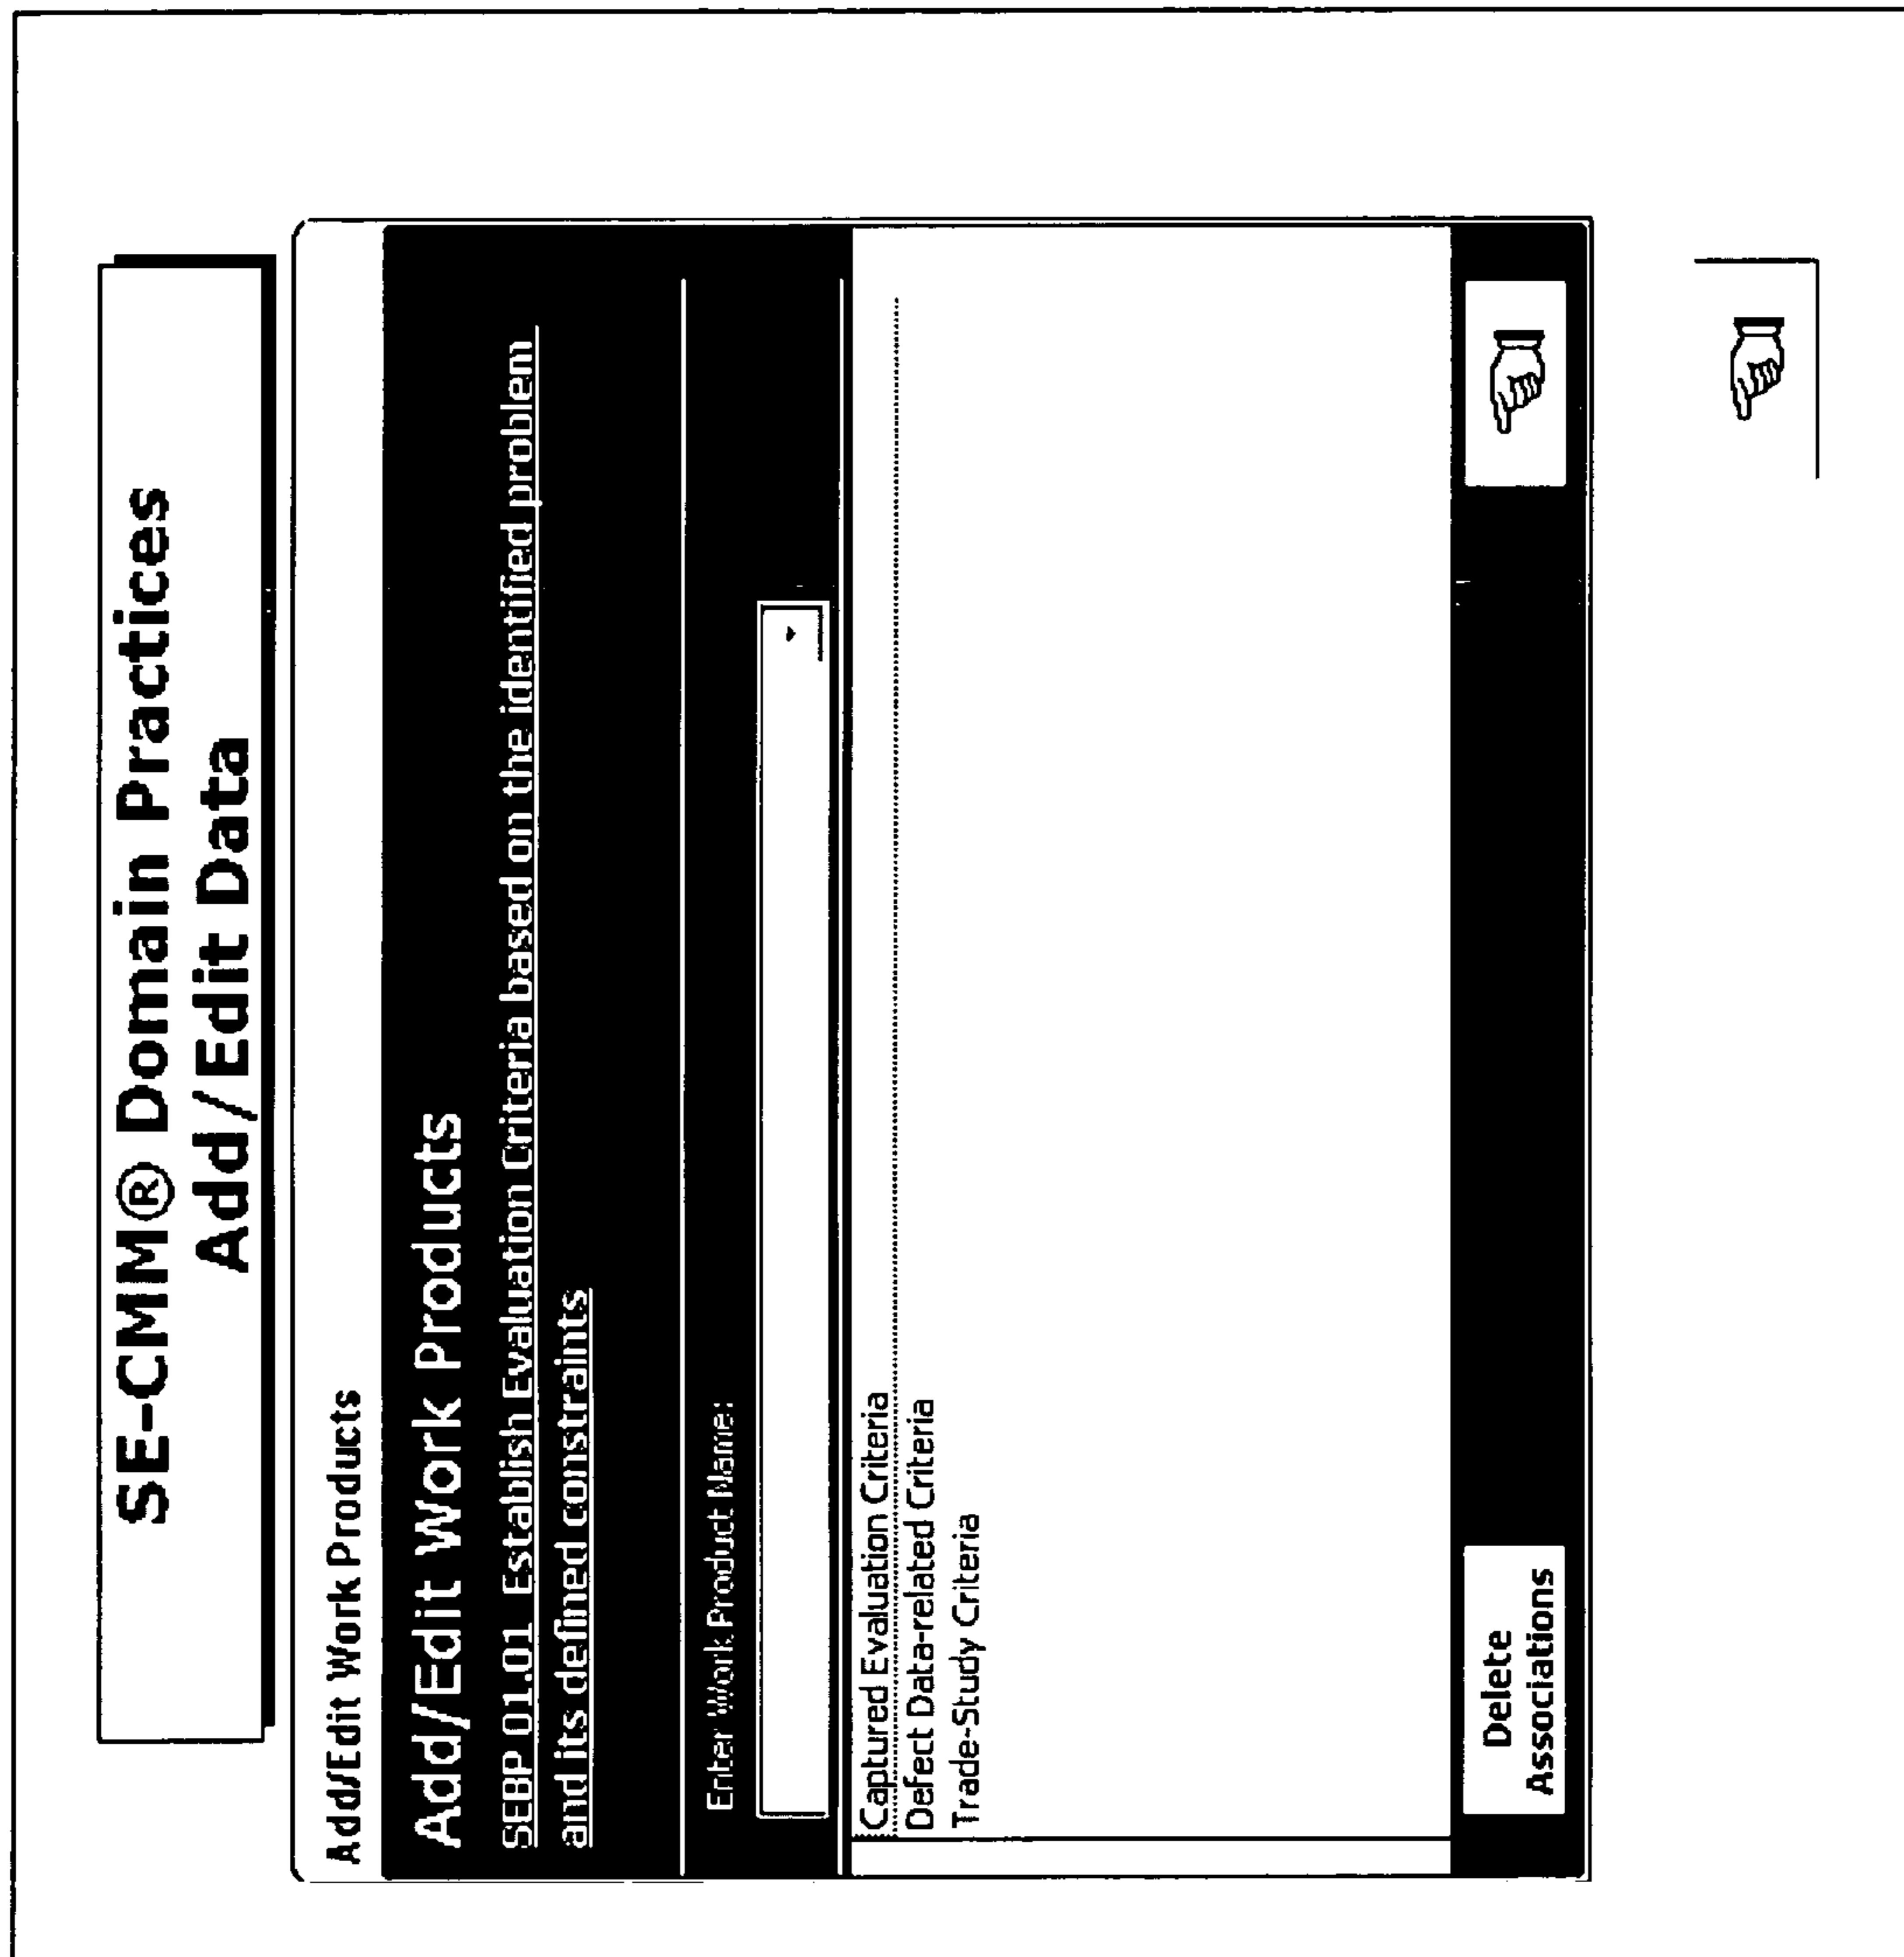 SE-CMM® Domain Practices
Add/Edit Data
Add/Edit Work Products
Add/Edit Work Products
SEBP 01.01 Establish Evaluation Criteria based on the identified problem
and its defined constraints
Enter Work Product Name:
Captured Evaluation Criteria
Defect Data-related Criteria
Trade-Study Criteria
Delete
Associations